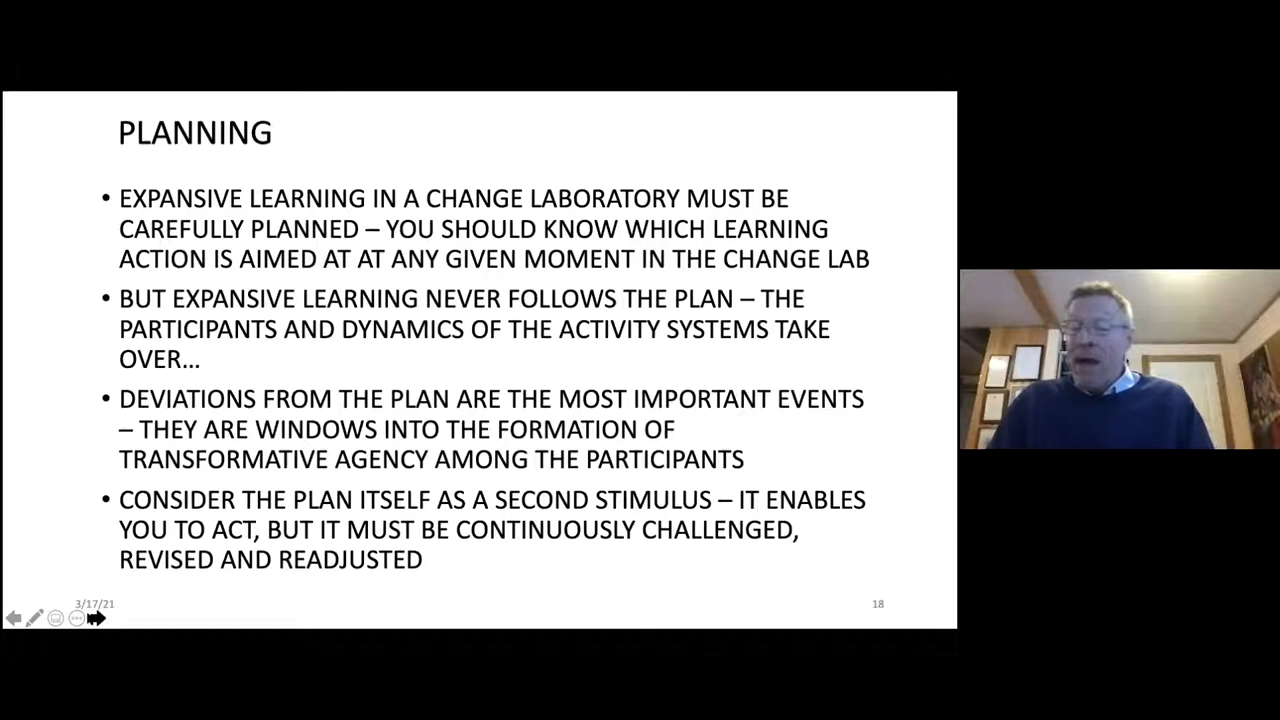 PLANNING
• EXPANSIVE LEARNING IN A CHANGE LABORATORY MUST BE
CAREFULLY PLANNED – YOU SHOULD KNOW WHICH LEARNING
ACTION IS AIMED AT AT ANY GIVEN MOMENT IN THE CHANGE LAB
• BUT EXPANSIVE LEARNING NEVER FOLLOWS THE PLAN – THE
PARTICIPANTS AND DYNAMICS OF THE ACTIVITY SYSTEMS TAKE
OVER...
• DEVIATIONS FROM THE PLAN ARE THE MOST IMPORTANT EVENTS
– THEY ARE WINDOWS INTO THE FORMATION OF
TRANSFORMATIVE AGENCY AMONG THE PARTICIPANTS
• CONSIDER THE PLAN ITSELF AS A SECOND STIMULUS – IT ENABLES
YOU TO ACT, BUT IT MUST BE CONTINUOUSLY CHALLENGED,
REVISED AND READJUSTED
3/17/21
18